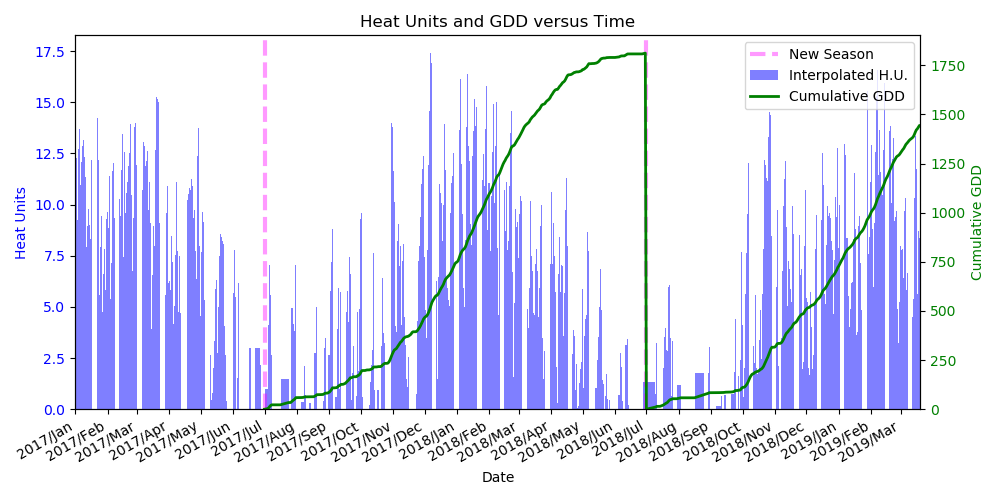 Heat Units and GDD versus Time
New Season
Interpolated H.U.
Cumulative GDD
17.5
15.0
12.5
10.0
7.5
5.0
2.5
0.0
Heat Units
1750
1500
1250
1000
750
500
250
0
Cumulative GDD
2017/Jan
2017/Feb
2017/Mar
2017/Apr
2017/May
2017/Jun
2017/Jul
2017/Aug
2017/Sep
2017/Oct
2017/Nov
2017/Dec
2018/Jan
2018/Feb
2018/Mar
2018/Apr
2018/May
2018/Jun
2018/Jul
2018/Aug
2018/Sep
2018/Oct
2018/Nov
2018/Dec
2019/Jan
2019/Feb
2019/Mar
Date